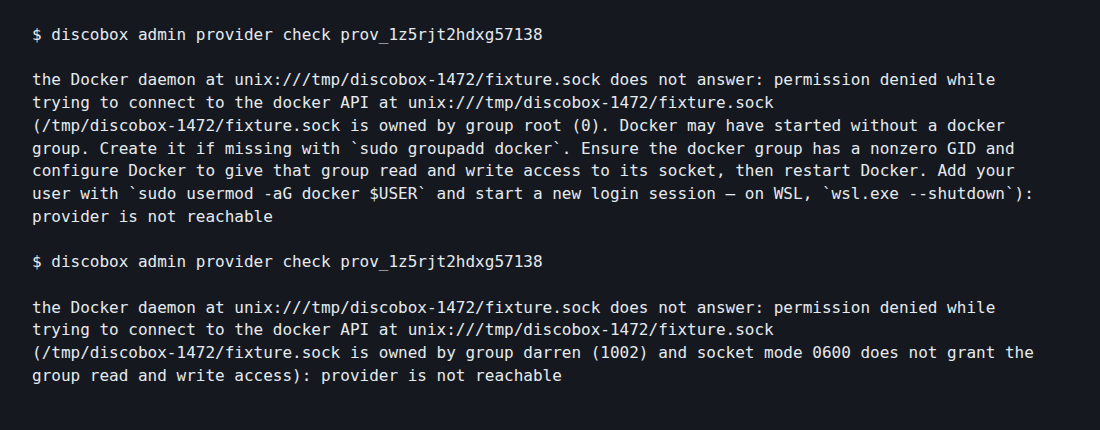 $ discobox admin provider check prov_1z5rjt2hdxg57138
the Docker daemon at unix:///tmp/discobox-1472/fixture.sock does not answer: permission denied while
trying to connect to the docker API at unix:///tmp/discobox-1472/fixture.sock
(/tmp/discobox-1472/fixture.sock is owned by group root (0). Docker may have started without a docker
group. Create it if missing with `sudo groupadd docker`. Ensure the docker group has a nonzero GID and
configure Docker to give that group read and write access to its socket, then restart Docker. Add your
user with `sudo usermod -aG docker $USER` and start a new login session — on WSL, `wsl.exe --shutdown`):
provider is not reachable
$ discobox admin provider check prov_1z5rjt2hdxg57138
the Docker daemon at unix:///tmp/discobox-1472/fixture.sock does not answer: permission denied while
trying to connect to the docker API at unix:///tmp/discobox-1472/fixture.sock
(/tmp/discobox-1472/fixture.sock is owned by group darren (1002) and socket mode 0600 does not grant the
group read and write access): provider is not reachable